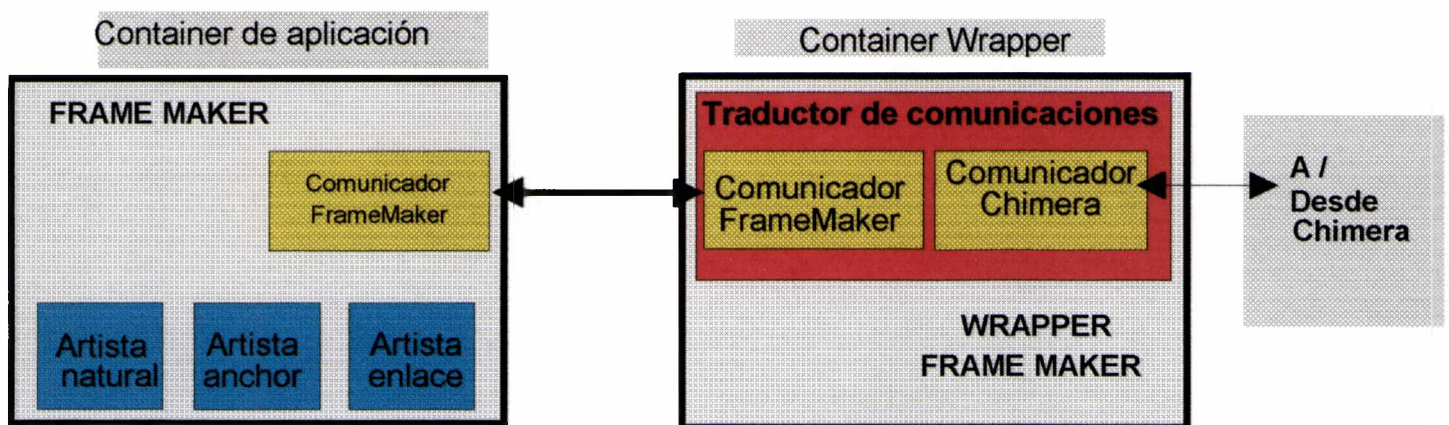 Container de aplicación
Container Wrapper
FRAME MAKER
Comunicador
FrameMaker
Artista
natural
Artista
anchor
Artista
enlace
Traductor de comunicaciones
Comunicador
FrameMaker
Comunicador
Chimera
WRAPPER
FRAME MAKER
A /
Desde
Chimera